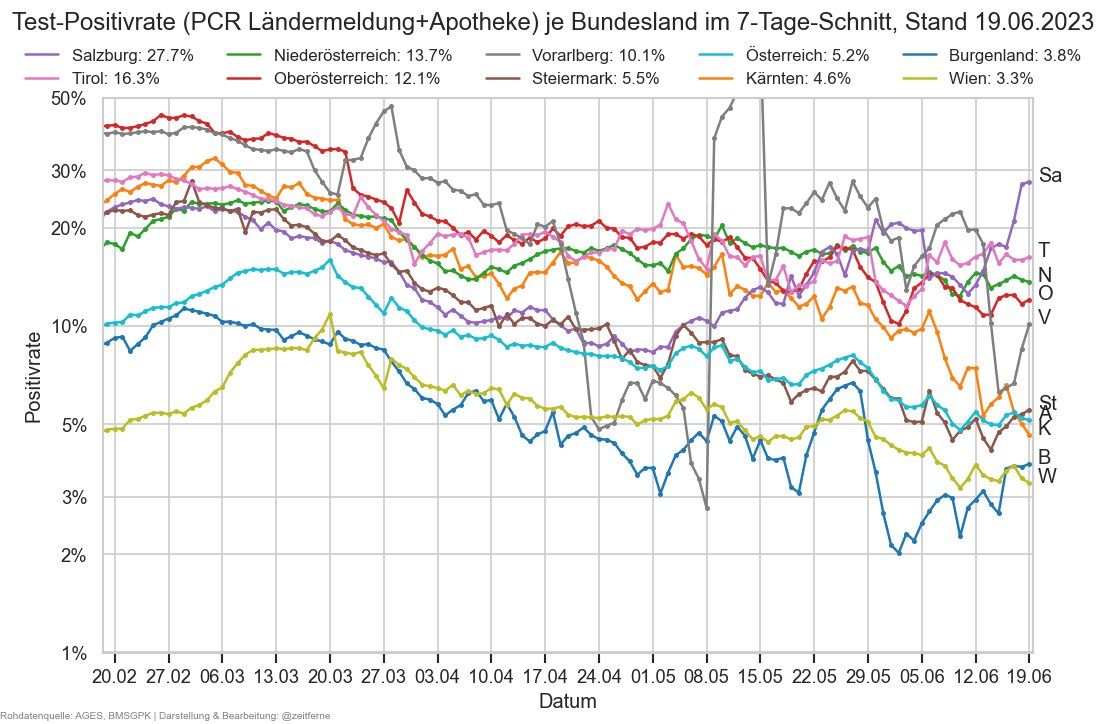 Test-Positivrate (PCR Ländermeldung+Apotheke) je Bundesland im 7-Tage-Schnitt, Stand 19.06.2023
Salzburg: 27.7% Niederösterreich: 13.7% Vorarlberg: 10.1% Österreich: 5.2% Burgenland: 3.8%
Tirol: 16.3% Oberösterreich: 12.1% Steiermark: 5.5% Kärnten: 4.6% Wien: 3.3%
50%
30%
20%
10%
5%
3%
2%
1%
Positivrate
Sa
T
N
O
V
St
A
K
B
W
20.02 27.02 06.03 13.03 20.03 27.03 03.04 10.04 17.04 24.04 01.05 08.05 15.05 22.05 29.05 05.06 12.06 19.06
Datum
Rohdatenquelle: AGES, BMSGPK | Darstellung & Bearbeitung: @zeitferne